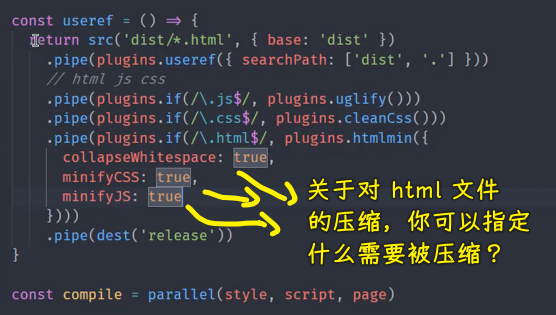 const useref = () => {
return src('dist/*.html', { base: 'dist' })
.pipe(plugins.useref({ searchPath: ['dist', '.'] }))
// html js css
.pipe(plugins.if(/\.js$/, plugins.uglify()))
.pipe(plugins.if(/\.css$/, plugins.cleanCss()))
.pipe(plugins.if(/\.html$/, plugins.htmlmin({
collapseWhitespace: true,
minifyCSS: true,
minifyJS: true
})))
.pipe(dest('release'))
}
const compile = parallel(style, script, page)
关于对 html 文件
的压缩，你可以指定
什么需要被压缩？